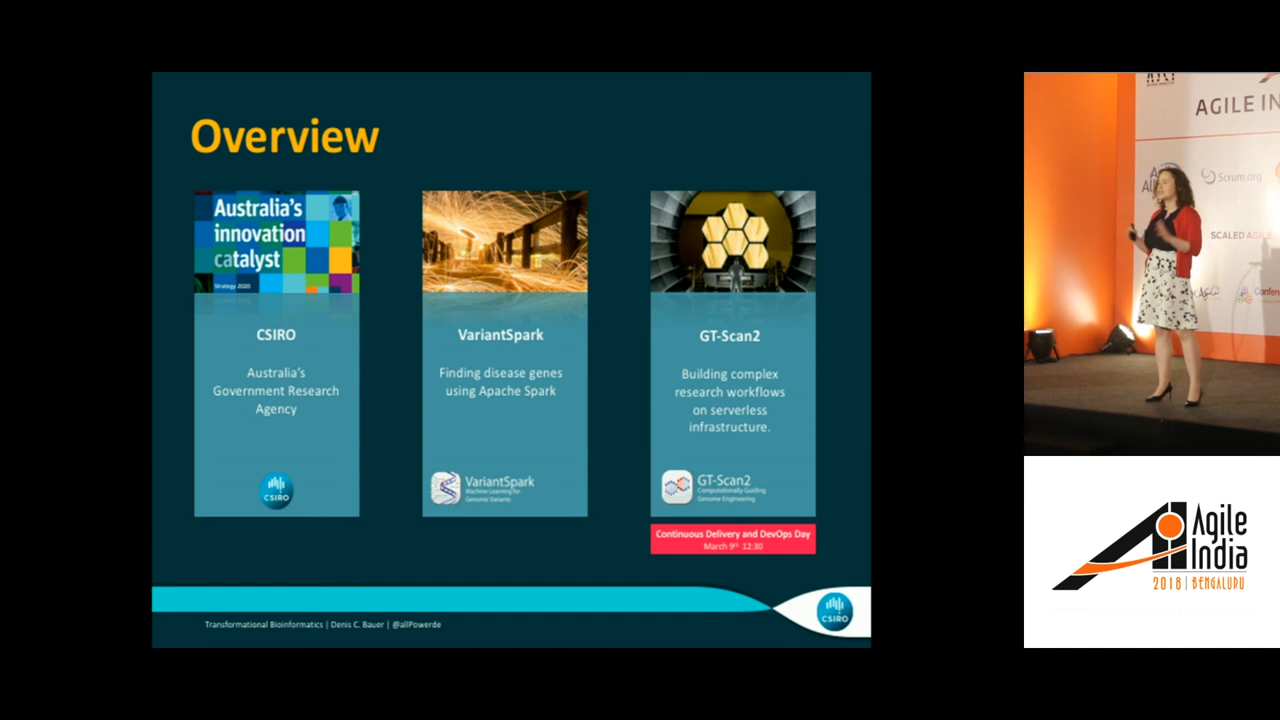 Overview
Australia's
innovation
catalyst
Strategy 2020
CSIRO
Australia's
Government Research
Agency
CSIRO
VariantSpark
Finding disease genes
using Apache Spark
VariantSpark
Machine Learning for
Genomic Variants
GT-Scan2
Building complex
research workflows
on serverless
infrastructure.
GT-Scan2
Computationally Guiding
Genome Engineering
Continuous Delivery and DevOps Day
March 9th 12:30
Transformational Bioinformatics | Denis C. Bauer | @allPowerde
CSIRO
AGILE IN
Scrum.org
SCALED AGILE
Confen
Agile
India
2018 | BENGALURU